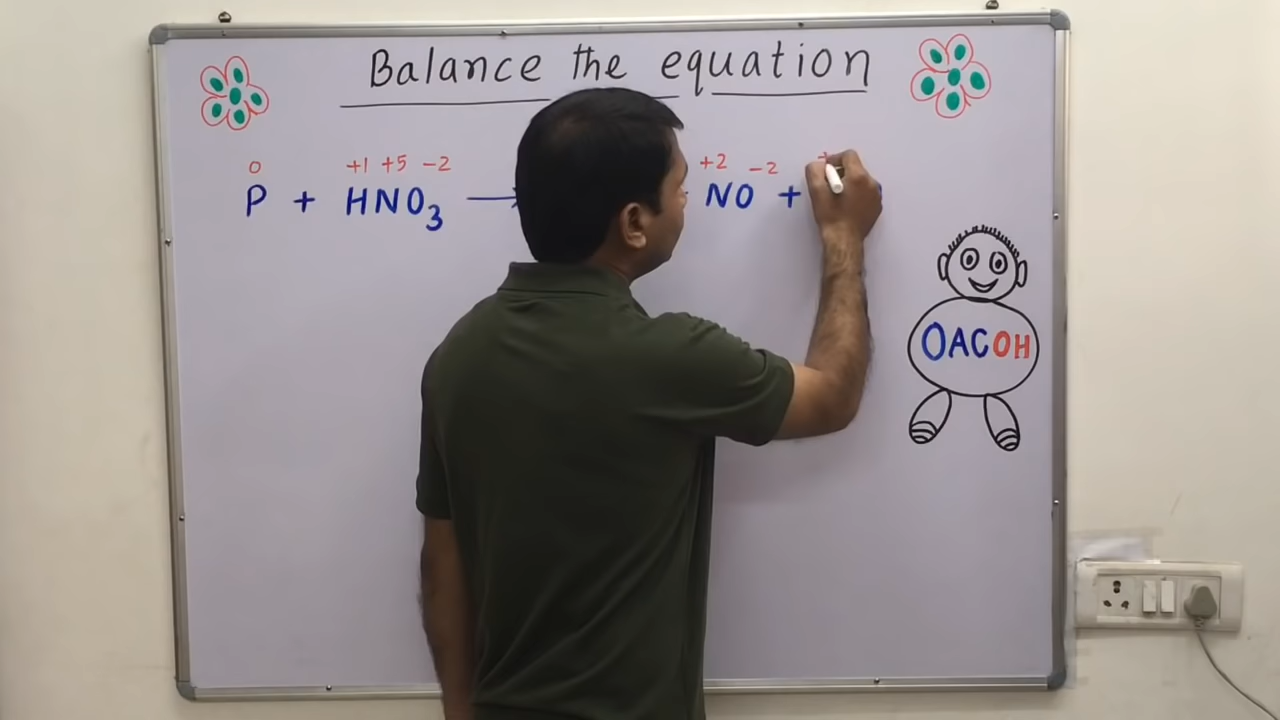 Balance the equation
0 +1 +5 -2 +2 -2 +
P + HNO3 → NO +
OACOH